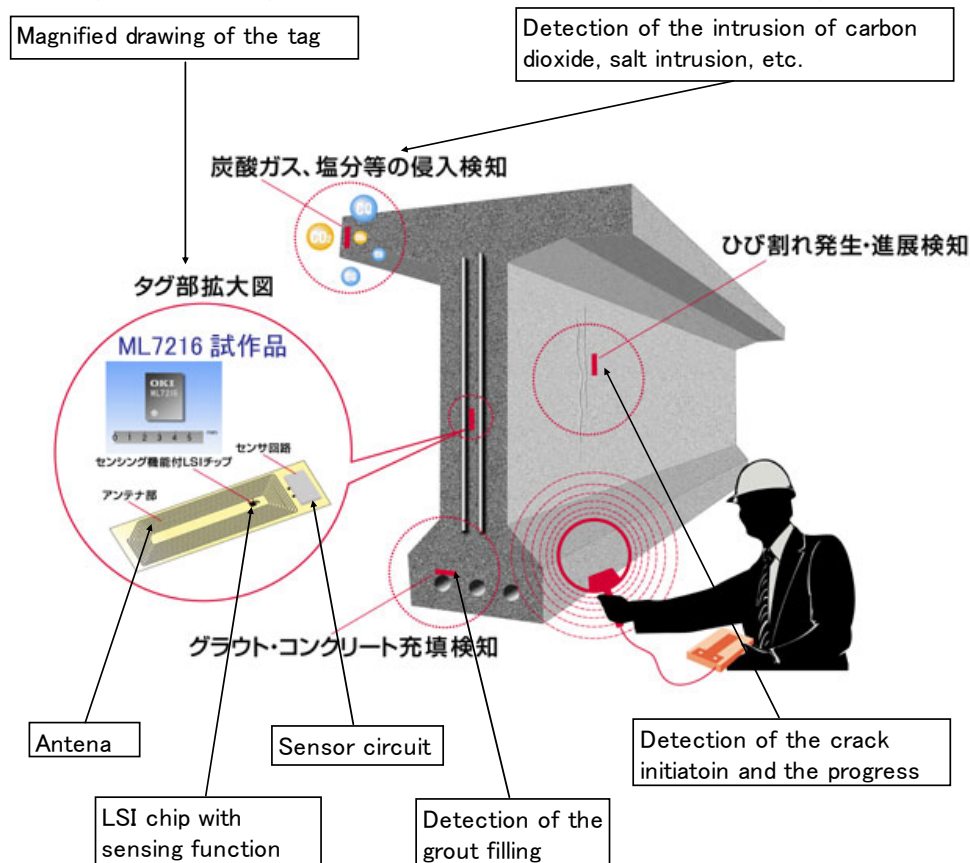 Magnified drawing of the tag
Detection of the intrusion of carbon
dioxide, salt intrusion, etc.
炭酸ガス、塩分等の侵入検知
CO
CO₂
ひび割れ発生・進展検知
タグ部拡大図
ML7216 試作品
OKI
ML7216
0 1 2 3 4 5 mm
センサ回路
センシング機能付LSIチップ
アンテナ部
グラウト・コンクリート充填検知
Antena
Sensor circuit
Detection of the crack
initiatoin and the progress
LSI chip with
sensing function
Detection of the
grout filling